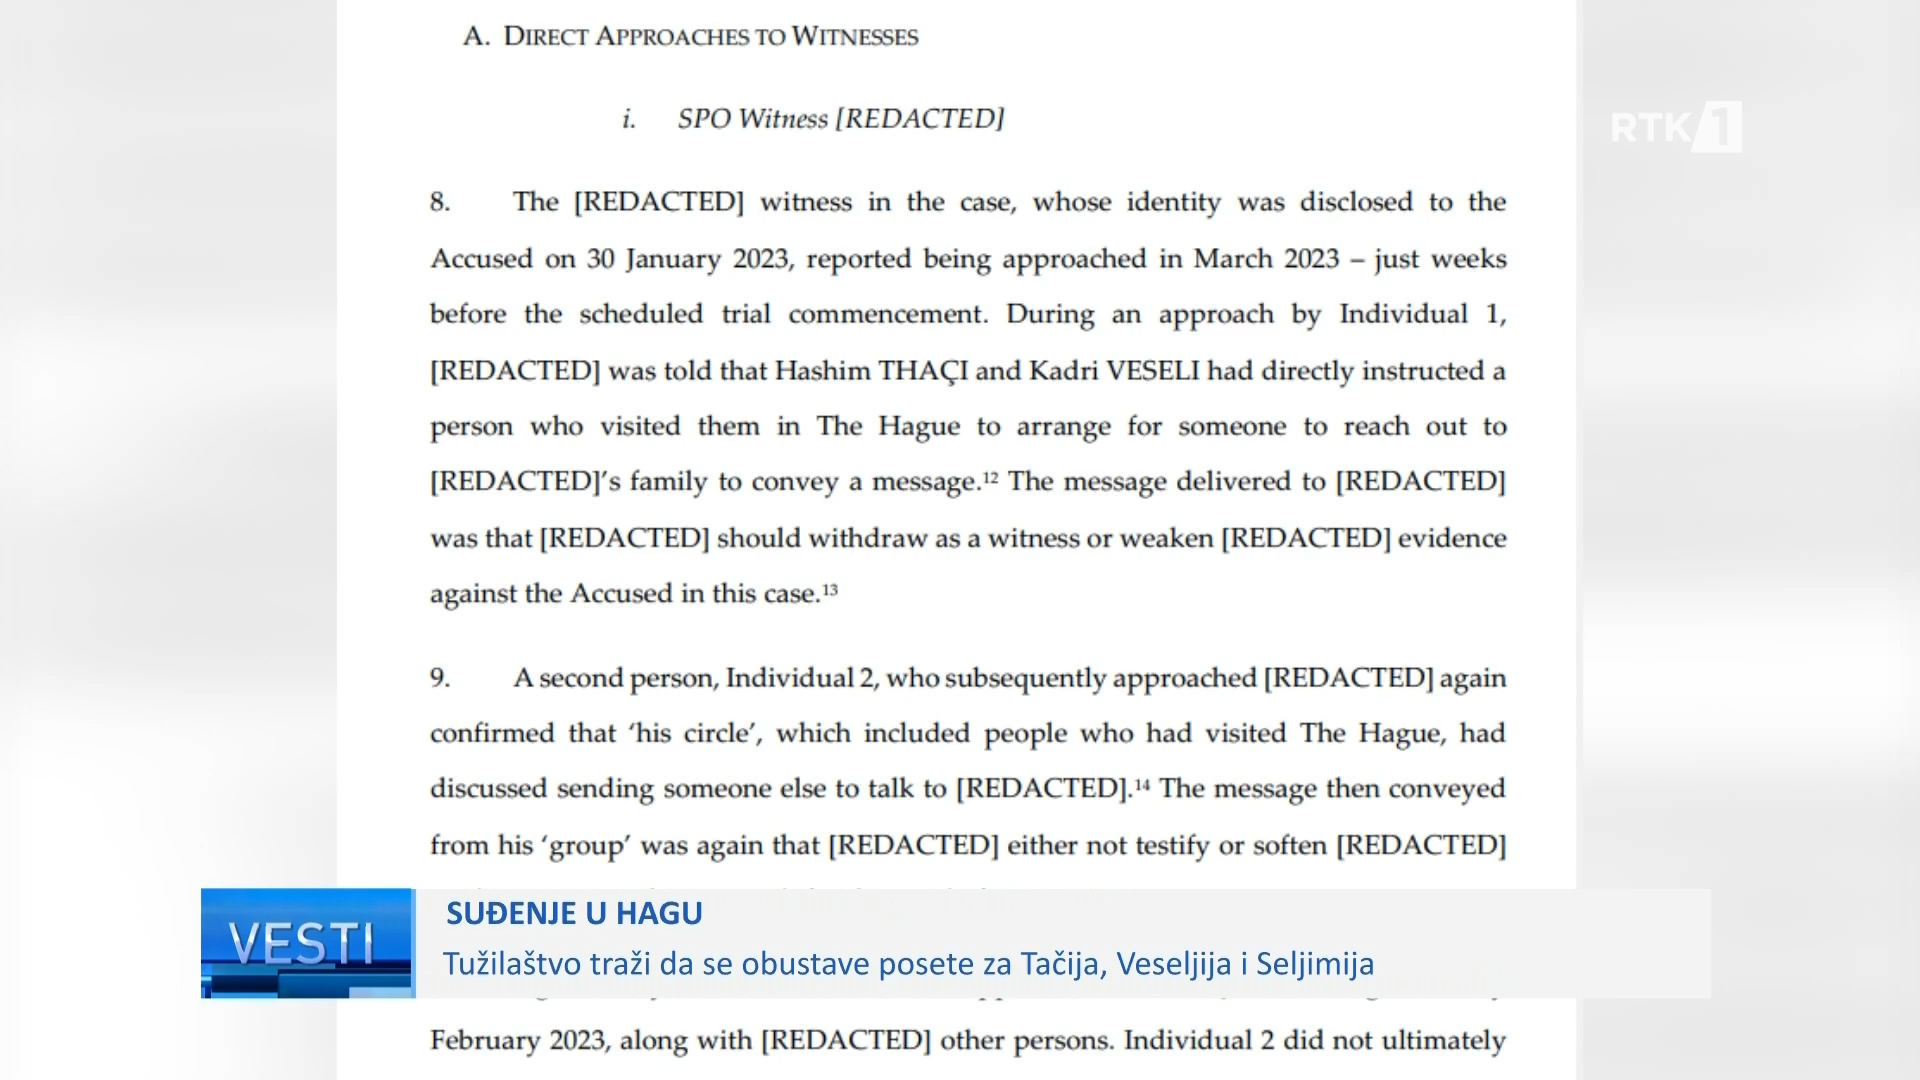 A. DIRECT APPROACHES TO WITNESSES
i. SPO Witness [REDACTED]
RTK 1
8. The [REDACTED] witness in the case, whose identity was disclosed to the
Accused on 30 January 2023, reported being approached in March 2023 – just weeks
before the scheduled trial commencement. During an approach by Individual 1,
[REDACTED] was told that Hashim THAÇI and Kadri VESELI had directly instructed a
person who visited them in The Hague to arrange for someone to reach out to
[REDACTED]’s family to convey a message.¹² The message delivered to [REDACTED]
was that [REDACTED] should withdraw as a witness or weaken [REDACTED] evidence
against the Accused in this case.¹³
9. A second person, Individual 2, who subsequently approached [REDACTED] again
confirmed that ‘his circle’, which included people who had visited The Hague, had
discussed sending someone else to talk to [REDACTED].¹⁴ The message then conveyed
from his ‘group’ was again that [REDACTED] either not testify or soften [REDACTED]
VESTI
SUĐENJE U HAGU
Tužilaštvo traži da se obustave posete za Tačija, Veseljija i Seljimija
February 2023, along with [REDACTED] other persons. Individual 2 did not ultimately